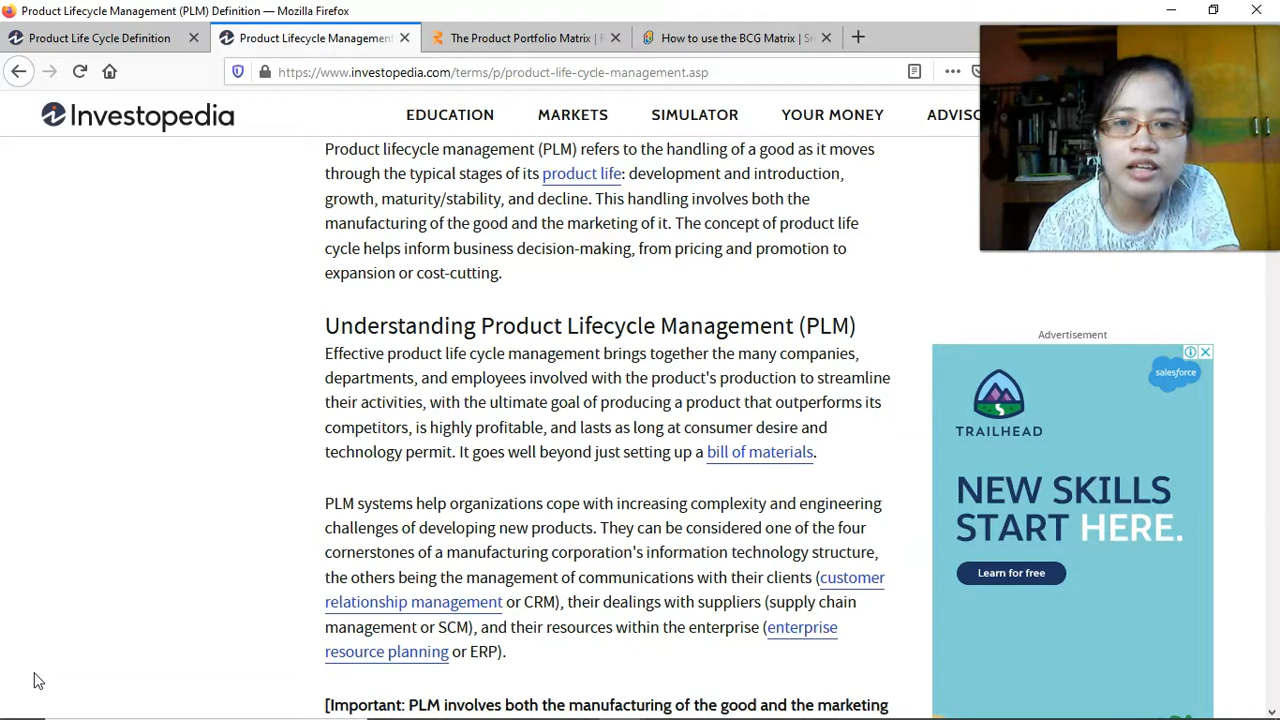 Product Lifecycle Management (PLM) Definition — Mozilla Firefox
Product Life Cycle Definition
Product Lifecycle Management
The Product Portfolio Matrix |
How to use the BCG Matrix | Sm
https://www.investopedia.com/terms/p/product-life-cycle-management.asp
Investopedia
EDUCATION MARKETS SIMULATOR YOUR MONEY ADVISO
Product lifecycle management (PLM) refers to the handling of a good as it moves
through the typical stages of its product life: development and introduction,
growth, maturity/stability, and decline. This handling involves both the
manufacturing of the good and the marketing of it. The concept of product life
cycle helps inform business decision-making, from pricing and promotion to
expansion or cost-cutting.
Understanding Product Lifecycle Management (PLM)
Effective product life cycle management brings together the many companies,
departments, and employees involved with the product's production to streamline
their activities, with the ultimate goal of producing a product that outperforms its
competitors, is highly profitable, and lasts as long at consumer desire and
technology permit. It goes well beyond just setting up a bill of materials.
PLM systems help organizations cope with increasing complexity and engineering
challenges of developing new products. They can be considered one of the four
cornerstones of a manufacturing corporation's information technology structure,
the others being the management of communications with their clients (customer
relationship management or CRM), their dealings with suppliers (supply chain
management or SCM), and their resources within the enterprise (enterprise
resource planning or ERP).
[Important: PLM involves both the manufacturing of the good and the marketing
Advertisement
salesforce
TRAILHEAD
NEW SKILLS
START HERE.
Learn for free